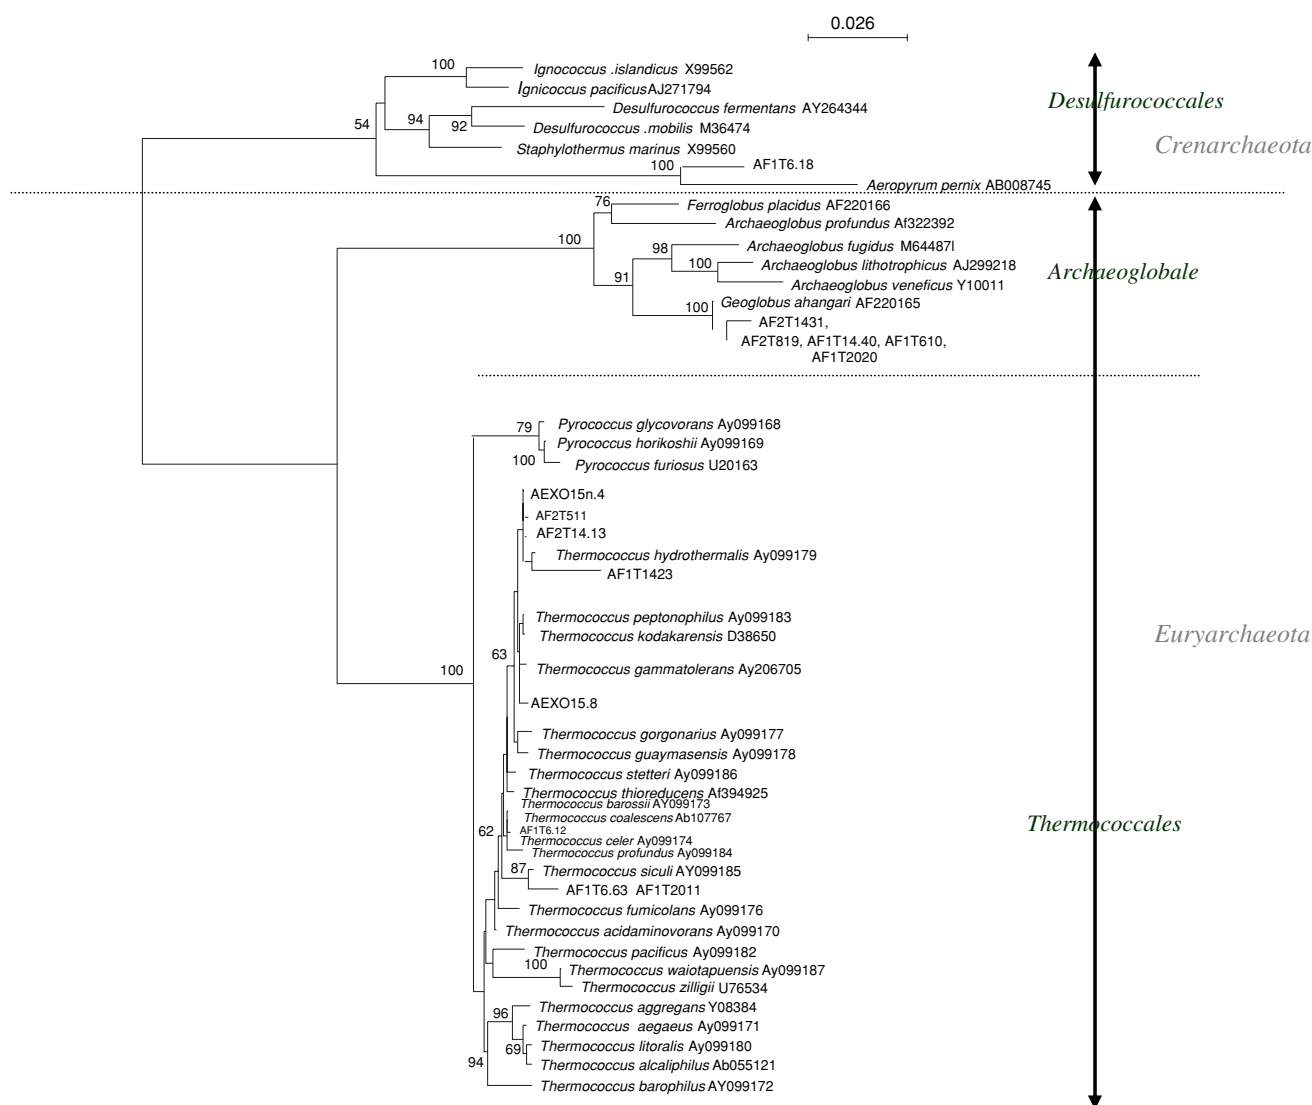 0.026
100
Ignococcus .islandicus X99562
Ignicoccus pacificusAJ271794
Desulfurococcales
Desulfurococcus fermentans AY264344
94
54
92
Desulfurococcus .mobilis M36474
Crenarchaeota
Staphylothermus marinus X99560
100
AF1T6.18
Aeropyrum pernix AB008745
76
Ferroglobus placidus AF220166
Archaeoglobus profundus Af322392
100
98
Archaeoglobus fugidus M64487l
100
Archaeoglobus lithotrophicus AJ299218
Archaeoglobale
91
Archaeoglobus veneficus Y10011
100
Geoglobus ahangari AF220165
AF2T1431,
AF2T819, AF1T14.40, AF1T610,
AF1T2020
79
Pyrococcus glycovorans Ay099168
Pyrococcus horikoshii Ay099169
100
Pyrococcus furiosus U20163
AEXO15n.4
AF2T511
AF2T14.13
Thermococcus hydrothermalis Ay099179
AF1T1423
Thermococcus peptonophilus Ay099183
Thermococcus kodakarensis D38650
Euryarchaeota
63
100
Thermococcus gammatolerans Ay206705
AEXO15.8
Thermococcus gorgonarius Ay099177
Thermococcus guaymasensis Ay099178
Thermococcus stetteri Ay099186
Thermococcus thioreducens Af394925
Thermococcus barossii AY099173
Thermococcus coalescens Ab107767
Thermococcales
62
AF1T6.12
Thermococcus celer Ay099174
Thermococcus profundus Ay099184
87
Thermococcus siculi AY099185
AF1T6.63 AF1T2011
Thermococcus fumicolans Ay099176
Thermococcus acidaminovorans Ay099170
Thermococcus pacificus Ay099182
100
Thermococcus waiotapuensis Ay099187
Thermococcus zilligii U76534
Thermococcus aggregans Y08384
96
Thermococcus aegaeus Ay099171
69
Thermococcus litoralis Ay099180
94
Thermococcus alcaliphilus Ab055121
Thermococcus barophilus AY099172